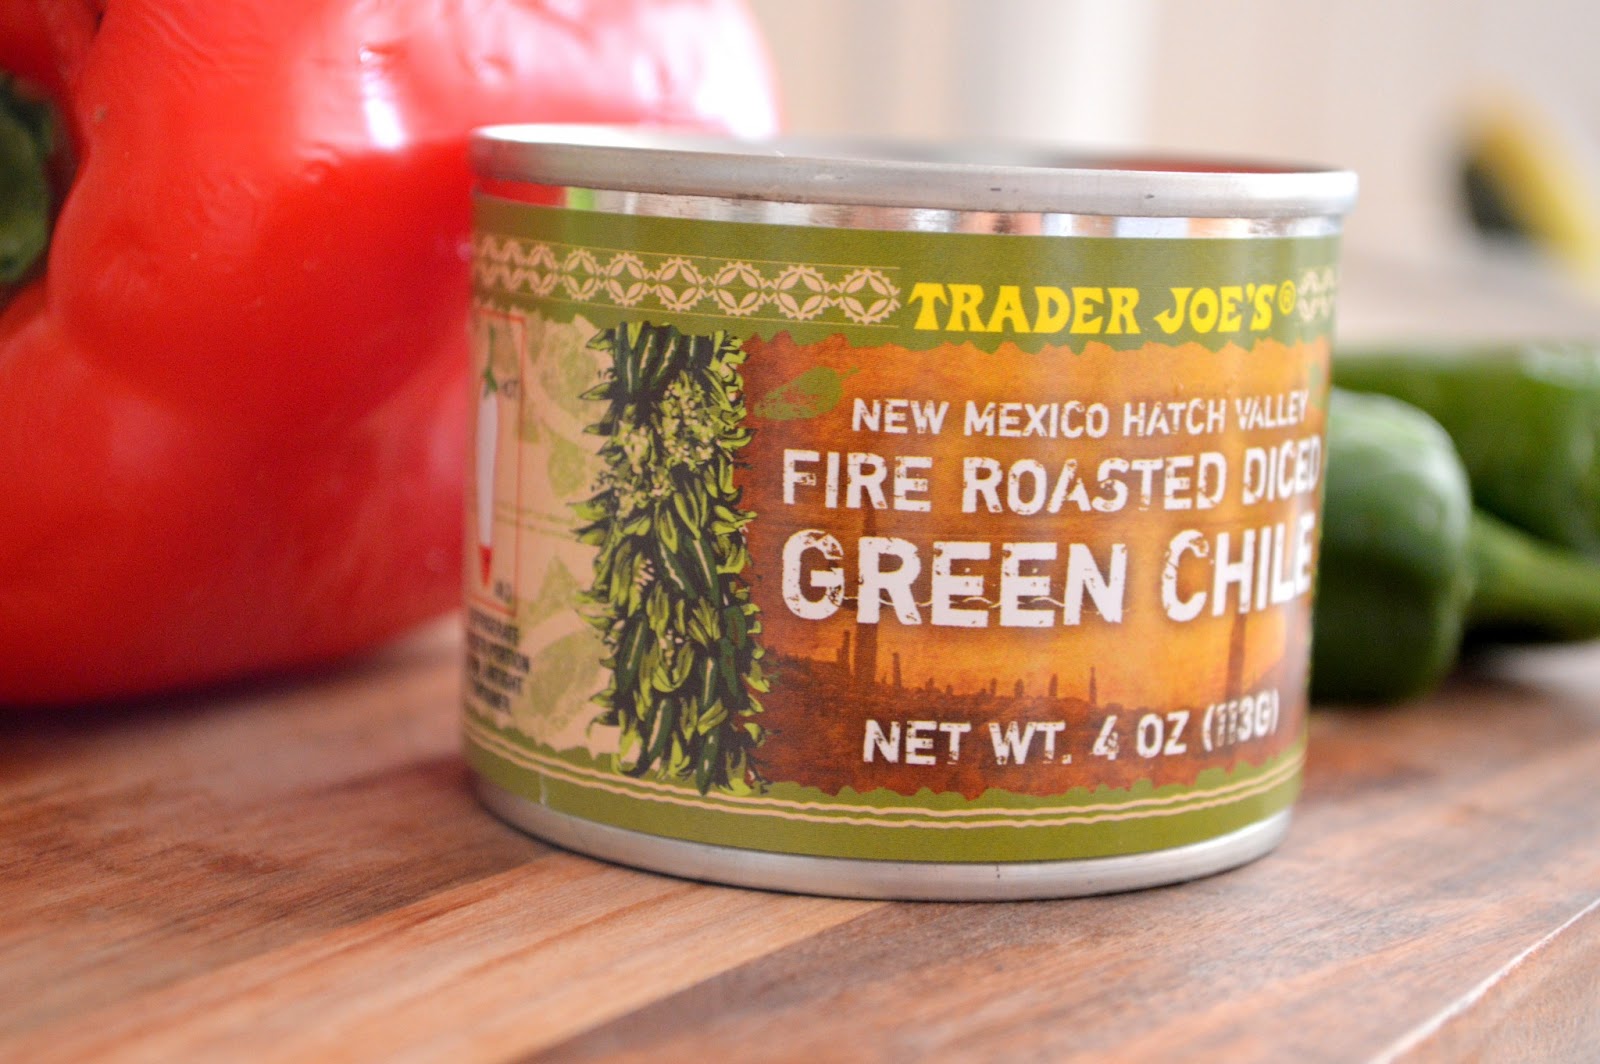 TRADER JOE'S®
NEW MEXICO HATCH VALLEY
FIRE ROASTED DICED
GREEN CHILE
NET WT. 4 OZ (113G)